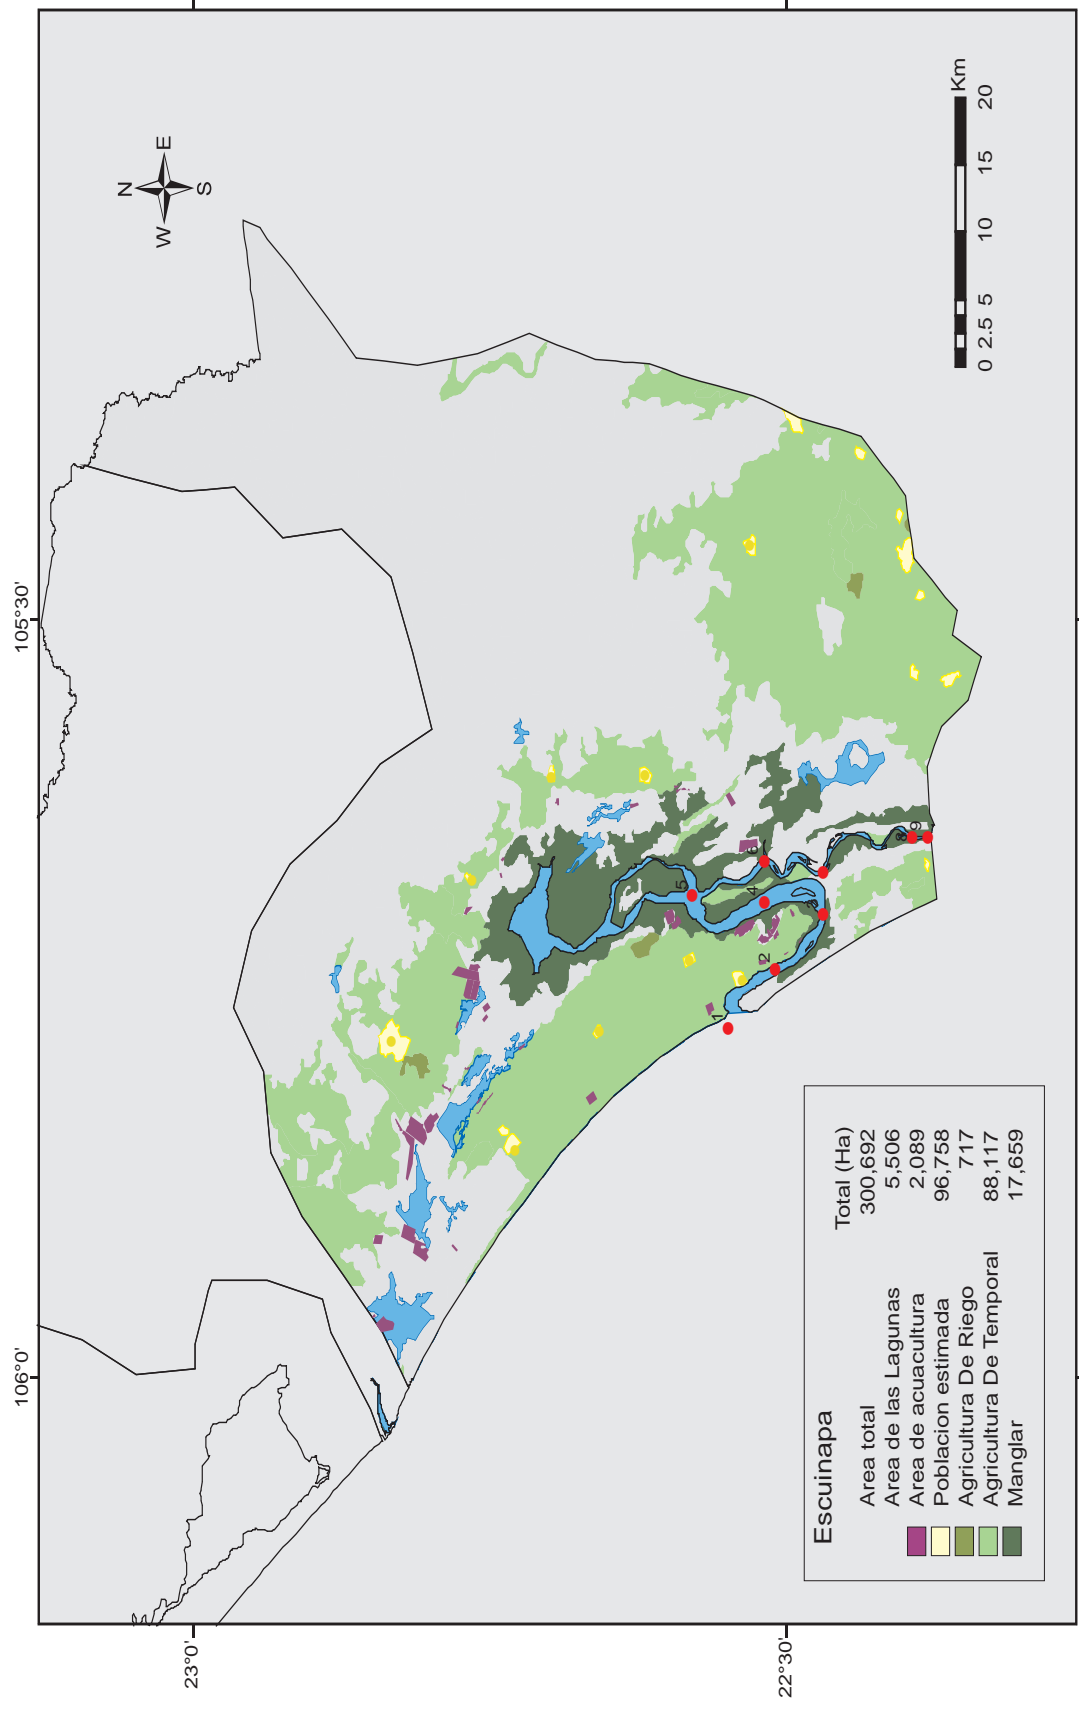 105°30'
106°0'
23°0'
22°30'
N
W E
S
1
2
3
4
5
6
7
8
9
Km
0 2.5 5 10 15 20
Escuinapa
Total (Ha)
Area total 300,692
Area de las Lagunas 5,506
Area de acuacultura 2,089
Poblacion estimada 96,758
Agricultura De Riego 717
Agricultura De Temporal 88,117
Manglar 17,659